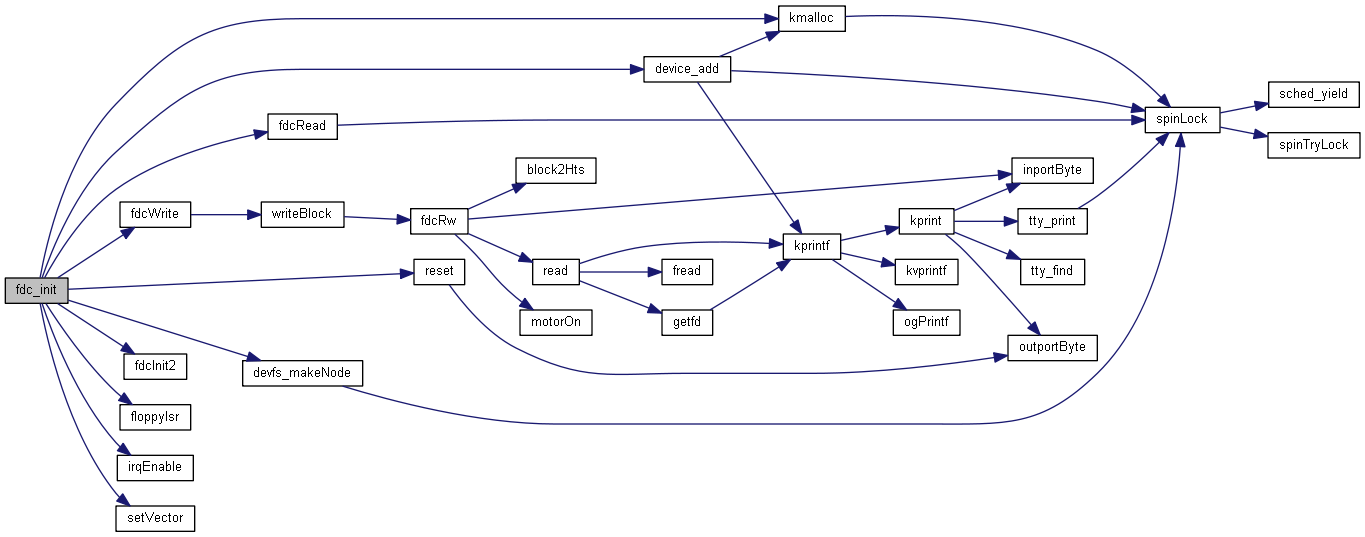 kmalloc
device_add
sched_yield
fdcRead
spinLock
spinTryLock
block2Hts
inportByte
fdcWrite
writeBlock
fdcRw
kprint
tty_print
kprintf
reset
read
fread
kvprintf
tty_find
fdc_init
motorOn
getfd
ogPrintf
outportByte
fdcInit2
devfs_makeNode
floppyIsr
irqEnable
setVector